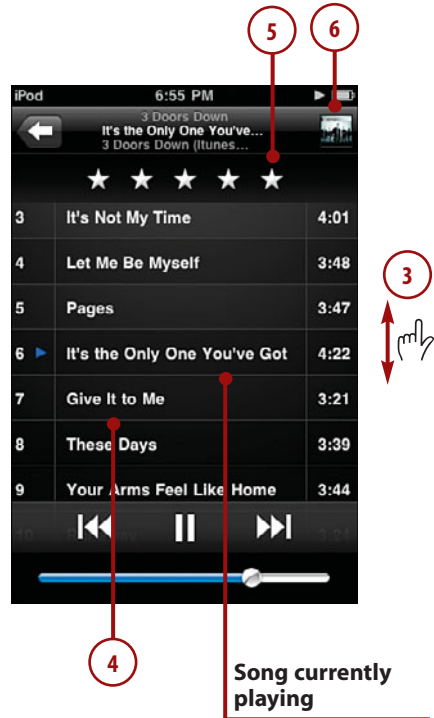 5
6
iPod 6:55 PM
3 Doors Down
It's the Only One You've...
3 Doors Down (Itunes...
3 It's Not My Time 4:01
4 Let Me Be Myself 3:48
3
5 Pages 3:47
6 It's the Only One You've Got 4:22
7 Give It to Me 3:21
8 These Days 3:39
9 Your Arms Feel Like Home 3:44
10 3:24
4
Song currently
playing